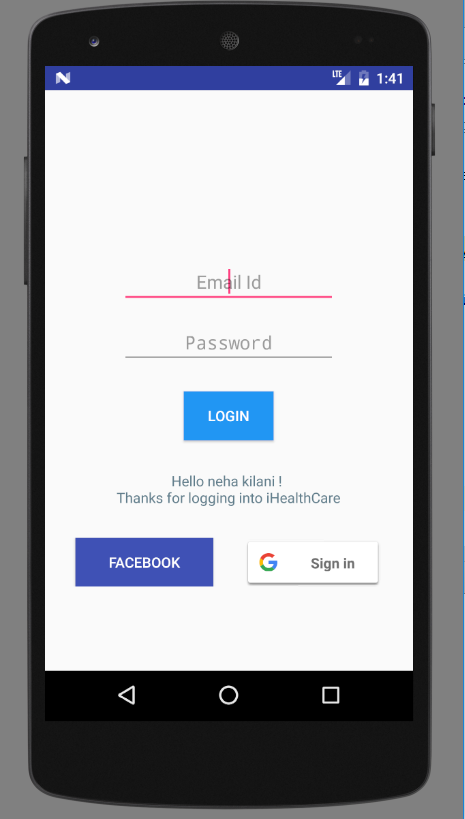 LTE 1:41
Email Id
Password
LOGIN
Hello neha kilani !
Thanks for logging into iHealthCare
FACEBOOK
G Sign in